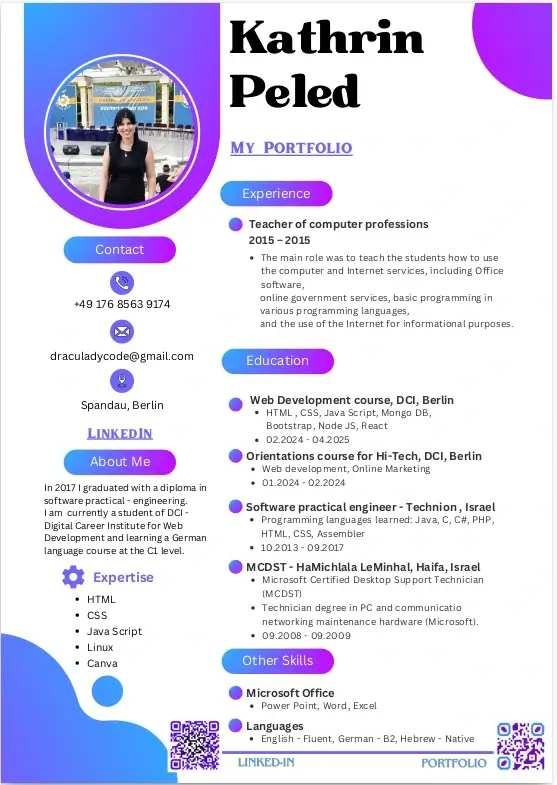 Kathrin
Peled
My Portfolio
Contact
+49 176 8563 9174
draculadycode@gmail.com
Spandau, Berlin
LinkedIn
About Me
In 2017 I graduated with a diploma in
software practical - engineering.
I am currently a student of DCI -
Digital Career Institute for Web
Development and learning a German
language course at the C1 level.
Expertise
HTML
CSS
Java Script
Linux
Canva
Experience
Teacher of computer professions
2015 – 2015
The main role was to teach the students how to use
the computer and Internet services, including Office
software,
online government services, basic programming in
various programming languages,
and the use of the Internet for informational purposes.
Education
Web Development course, DCI, Berlin
HTML , CSS, Java Script, Mongo DB,
Bootstrap, Node JS, React
02.2024 - 04.2025
Orientations course for Hi-Tech, DCI, Berlin
Web development, Online Marketing
01.2024 - 02.2024
Software practical engineer - Technion , Israel
Programming languages learned: Java, C, C#, PHP,
HTML, CSS, Assembler
10.2013 - 09.2017
MCDST - HaMichlala LeMinhal, Haifa, Israel
Microsoft Certified Desktop Support Technician
(MCDST)
Technician degree in PC and communicatio
networking maintenance hardware (Microsoft).
09.2008 - 09.2009
Other Skills
Microsoft Office
Power Point, Word, Excel
Languages
English - Fluent, German - B2, Hebrew - Native
LINKED-IN
PORTFOLIO